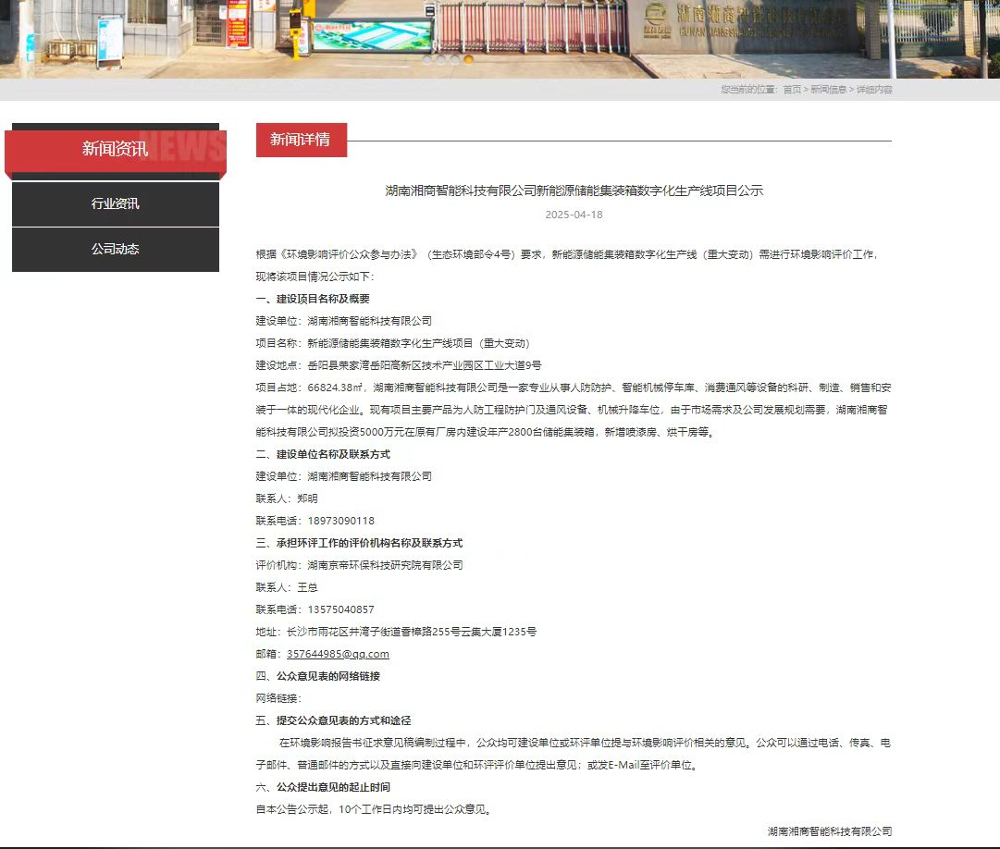 湖南湘商智能科技有限公司
您当前的位置：首页 > 新闻信息 > 详细内容
新闻资讯
NEWS
行业资讯
公司动态
新闻详情
湖南湘商智能科技有限公司新能源储能集装箱数字化生产线项目公示
2025-04-18
根据《环境影响评价公众参与办法》（生态环境部令4号）要求，新能源储能集装箱数字化生产线（重大变动）需进行环境影响评价工作，
现将该项目情况公示如下：
一、建设项目名称及概要
建设单位：湖南湘商智能科技有限公司
项目名称：新能源储能集装箱数字化生产线项目（重大变动）
建设地点：岳阳县荣家湾岳阳高新区技术产业园区工业大道9号
项目占地：66824.38㎡，湖南湘商智能科技有限公司是一家专业从事人防防护、智能机械停车库、消费通风等设备的科研、制造、销售和安
装于一体的现代化企业。现有项目主要产品为人防工程防护门及通风设备、机械升降车位，由于市场需求及公司发展规划需要，湖南湘商智
能科技有限公司拟投资5000万元在原有厂房内建设年产2800台储能集装箱，新增喷漆房、烘干房等。
二、建设单位名称及联系方式
建设单位：湖南湘商智能科技有限公司
联系人：郑明
联系电话：18973090118
三、承担环评工作的评价机构名称及联系方式
评价机构：湖南京帝环保科技研究院有限公司
联系人：王总
联系电话：13575040857
地址：长沙市雨花区井湾子街道香樟路255号云集大厦1235号
邮箱：357644985@qq.com
四、公众意见表的网络链接
网络链接：
五、提交公众意见表的方式和途径
在环境影响报告书征求意见稿编制过程中，公众均可建设单位或环评单位提与环境影响评价相关的意见。公众可以通过电话、传真、电
子邮件、普通邮件的方式以及直接向建设单位和环评评价单位提出意见；或发E-Mail至评价单位。
六、公众提出意见的起止时间
自本公告公示起，10个工作日内均可提出公众意见。
湖南湘商智能科技有限公司